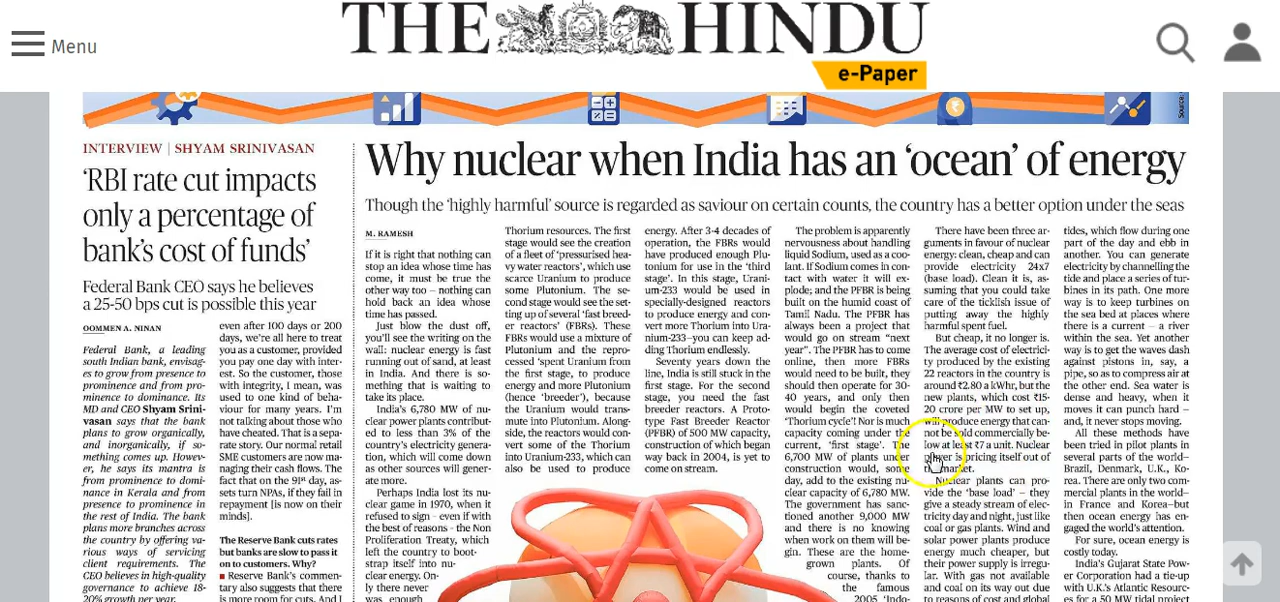 Menu
THE HINDU
e-Paper
Source:
INTERVIEW | SHYAM SRINIVASAN
‘RBI rate cut impacts
only a percentage of
bank’s cost of funds’
Federal Bank CEO says he believes
a 25-50 bps cut is possible this year
OOMMEN A. NINAN
Federal Bank, a leading
south Indian bank, envisag-
es to grow from presence to
prominence and from pro-
minence to dominance. Its
MD and CEO Shyam Srini-
vasan says that the bank
plans to grow organically,
and inorganically, if so-
mething comes up. Howev-
er, he says its mantra is
from prominence to domi-
nance in Kerala and from
presence to prominence in
the rest of India. The bank
plans more branches across
the country by offering va-
rious ways of servicing
client requirements. The
CEO believes in high-quality
governance to achieve 18-
20% growth per year.
even after 100 days or 200
days, we’re all here to treat
you as a customer, provided
you pay one day with inter-
est. So the customer, those
with integrity, I mean, was
used to one kind of beha-
viour for many years. I’m
not talking about those who
have cheated. That is a sepa-
rate story. Our normal retail
SME customers are now ma-
naging their cash flows. The
fact that on the 91st day, as-
sets turn NPAs, if they fail in
repayment [is now on their
minds].
The Reserve Bank cuts rates
but banks are slow to pass it
on to customers. Why?
■ Reserve Bank’s commen-
tary also suggests that there
is more room for cuts. And I
Why nuclear when India has an ‘ocean’ of energy
Though the ‘highly harmful’ source is regarded as saviour on certain counts, the country has a better option under the seas
M. RAMESH
If it is right that nothing can
stop an idea whose time has
come, it must be true the
other way too – nothing can
hold back an idea whose
time has passed.
Just blow the dust off,
you’ll see the writing on the
wall: nuclear energy is fast
running out of sand, at least
in India. And there is so-
mething that is waiting to
take its place.
India’s 6,780 MW of nu-
clear power plants contribut-
ed to less than 3% of the
country’s electricity genera-
tion, which will come down
as other sources will gener-
ate more.
Perhaps India lost its nu-
clear game in 1970, when it
refused to sign – even if with
the best of reasons - the Non
Proliferation Treaty, which
left the country to boot-
strap itself into nu-
clear energy. On-
ly there never
was enough
Thorium resources. The first
stage would see the creation
of a fleet of ‘pressurised hea-
vy water reactors’, which use
scarce Uranium to produce
some Plutonium. The se-
cond stage would see the set-
ting up of several ‘fast breed-
er reactors’ (FBRs). These
FBRs would use a mixture of
Plutonium and the repro-
cessed ‘spent Uranium from
the first stage, to produce
energy and more Plutonium
(hence ‘breeder’), because
the Uranium would trans-
mute into Plutonium. Along-
side, the reactors would con-
vert some of the Thorium
into Uranium-233, which can
also be used to produce
energy. After 3-4 decades of
operation, the FBRs would
have produced enough Plu-
tonium for use in the ‘third
stage’. In this stage, Urani-
um-233 would be used in
specially-designed reactors
to produce energy and con-
vert more Thorium into Ura-
nium-233–you can keep ad-
ding Thorium endlessly.
Seventy years down the
line, India is still stuck in the
first stage. For the second
stage, you need the fast
breeder reactors. A Proto-
type Fast Breeder Reactor
(PFBR) of 500 MW capacity,
construction of which began
way back in 2004, is yet to
come on stream.
The problem is apparently
nervousness about handling
liquid Sodium, used as a coo-
lant. If Sodium comes in con-
tact with water it will ex-
plode; and the PFBR is being
built on the humid coast of
Tamil Nadu. The PFBR has
always been a project that
would go on stream “next
year”. The PFBR has to come
online, then more FBRs
would need to be built, they
should then operate for 30-
40 years, and only then
would begin the coveted
‘Thorium cycle’! Nor is much
capacity coming under the
current, ‘first stage’. The
6,700 MW of plants under
construction would, some
day, add to the existing nu-
clear capacity of 6,780 MW.
The government has sanc-
tioned another 9,000 MW
and there is no knowing
when work on them will be-
gin. These are the home-
grown plants. Of
course, thanks to
the famous
2005 ‘Indo-
There have been three ar-
guments in favour of nuclear
energy: clean, cheap and can
provide electricity 24x7
(base load). Clean it is, as-
suming that you could take
care of the ticklish issue of
putting away the highly
harmful spent fuel.
But cheap, it no longer is.
The average cost of electrici-
ty produced by the existing
22 reactors in the country is
around ₹2.80 a kWhr, but the
new plants, which cost ₹15-
20 crore per MW to set up,
will produce energy that can-
not be sold commercially be-
low at least ₹7 a unit. Nuclear
power is pricing itself out of
market.
Nuclear plants can pro-
vide the ‘base load’ – they
give a steady stream of elec-
tricity day and night, just like
coal or gas plants. Wind and
solar power plants produce
energy much cheaper, but
their power supply is irregu-
lar. With gas not available
and coal on its way out due
to reasons of cost and global
tides, which flow during one
part of the day and ebb in
another. You can generate
electricity by channelling the
tide and place a series of tur-
bines in its path. One more
way is to keep turbines on
the sea bed at places where
there is a current – a river
within the sea. Yet another
way is to get the waves dash
against pistons in, say, a
pipe, so as to compress air at
the other end. Sea water is
dense and heavy, when it
moves it can punch hard –
and, it never stops moving.
All these methods have
been tried in pilot plants in
several parts of the world–
Brazil, Denmark, U.K., Ko-
rea. There are only two com-
mercial plants in the world–
in France and Korea–but
then ocean energy has en-
gaged the world’s attention.
For sure, ocean energy is
costly today.
India’s Gujarat State Pow-
er Corporation had a tie-up
with U.K.’s Atlantic Resourc-
es for a 50 MW tidal project